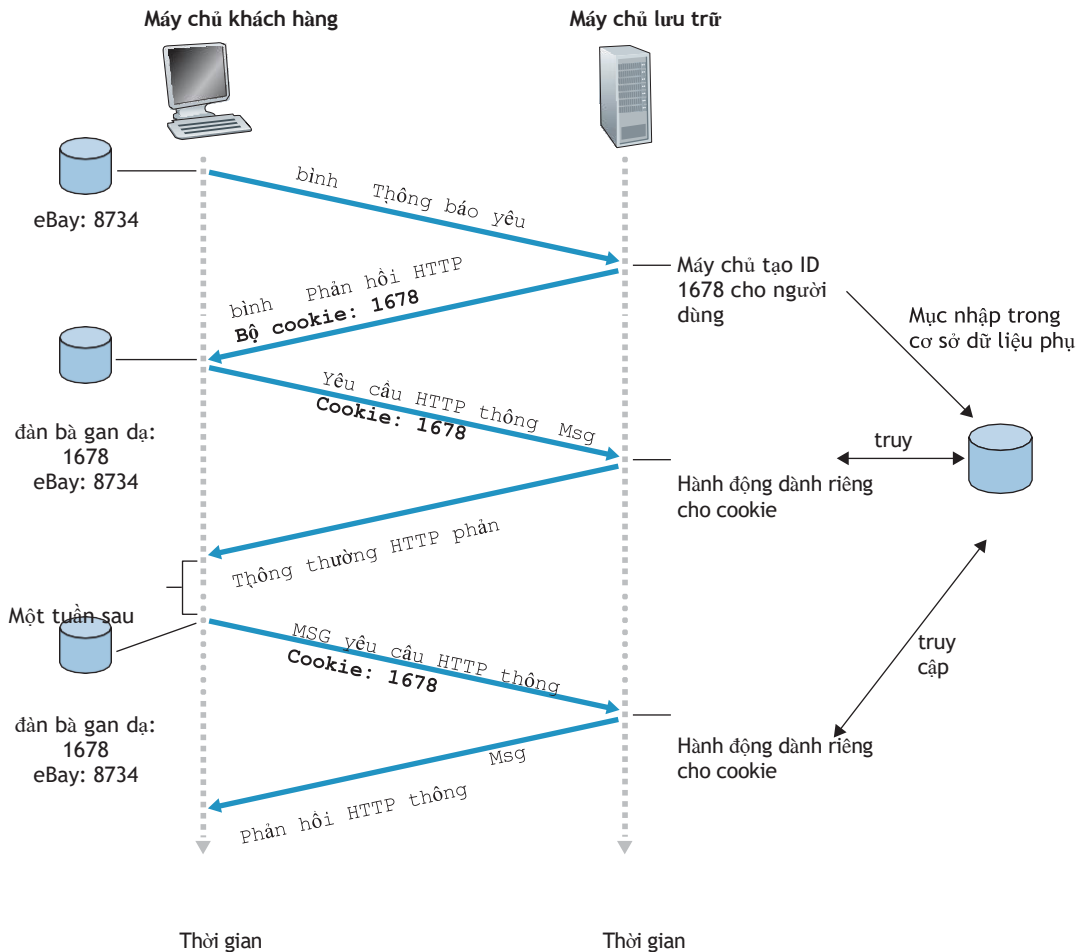 Máy chủ khách hàng
Máy chủ lưu trữ
eBay: 8734
bình Thông báo yêu
Máy chủ tạo ID
1678 cho người
dùng
Mục nhập trong
cơ sở dữ liệu phụ
bình Phản hồi HTTP
Bộ cookie: 1678
đàn bà gan dạ:
1678
eBay: 8734
Yêu cầu HTTP thông Msg
Cookie: 1678
truy
Hành động dành riêng
cho cookie
Thông thường HTTP phản
Một tuần sau
MSG yêu cầu HTTP thông
Cookie: 1678
truy
cập
đàn bà gan dạ:
1678
eBay: 8734
Hành động dành riêng
cho cookie
Msg
Phản hồi HTTP thông
Thời gian
Thời gian